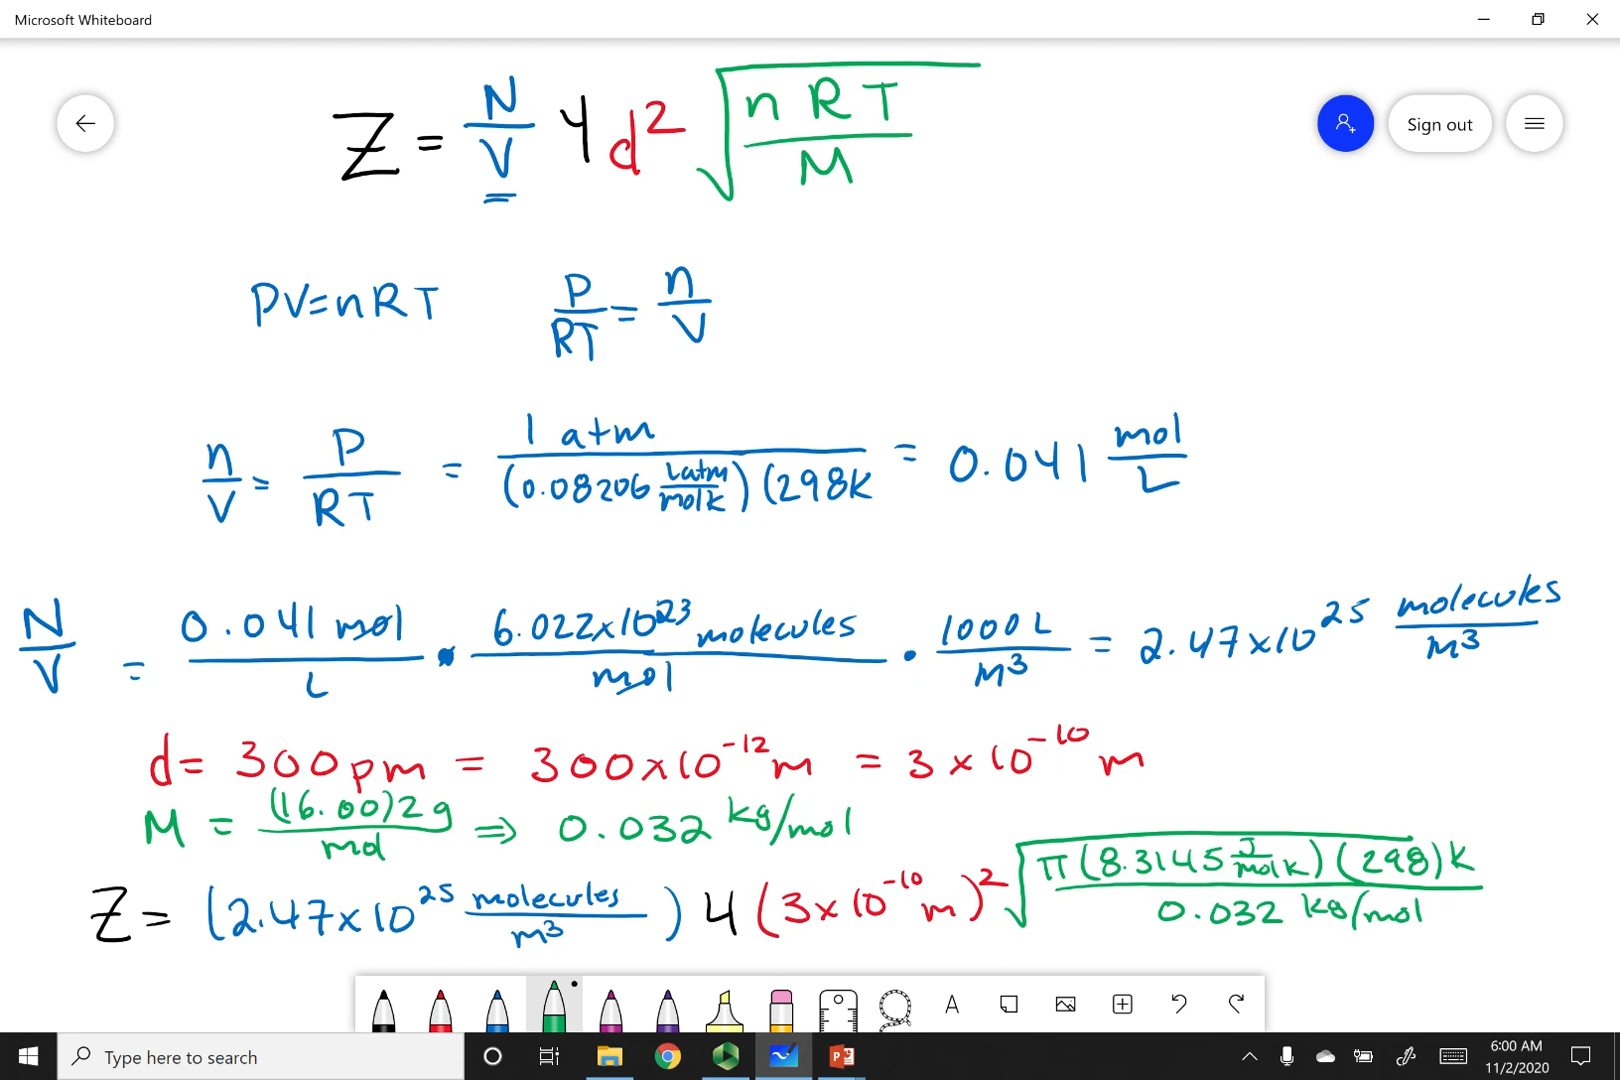 Microsoft Whiteboard
Sign out
Z = N/V 4 d² √(n R T / M)
PV = nRT P/RT = n/V
n/V = P/RT = 1 atm / (0.08206 Latm/molK) (298K = 0.041 mol/L
N/V = 0.041 mol/L • 6.022x10²³ molecules/mol • 1000 L/m³ = 2.47x10²⁵ molecules/m³
d = 300 pm = 300x10⁻¹² m = 3x10⁻¹⁰ m
M = (16.00)2g/mol ⇒ 0.032 kg/mol
Z = (2.47x10²⁵ molecules/m³) 4 (3x10⁻¹⁰ m)² √(π (8.3145 J/molK) (298)K / 0.032 kg/mol)
A
Type here to search
6:00 AM
11/2/2020